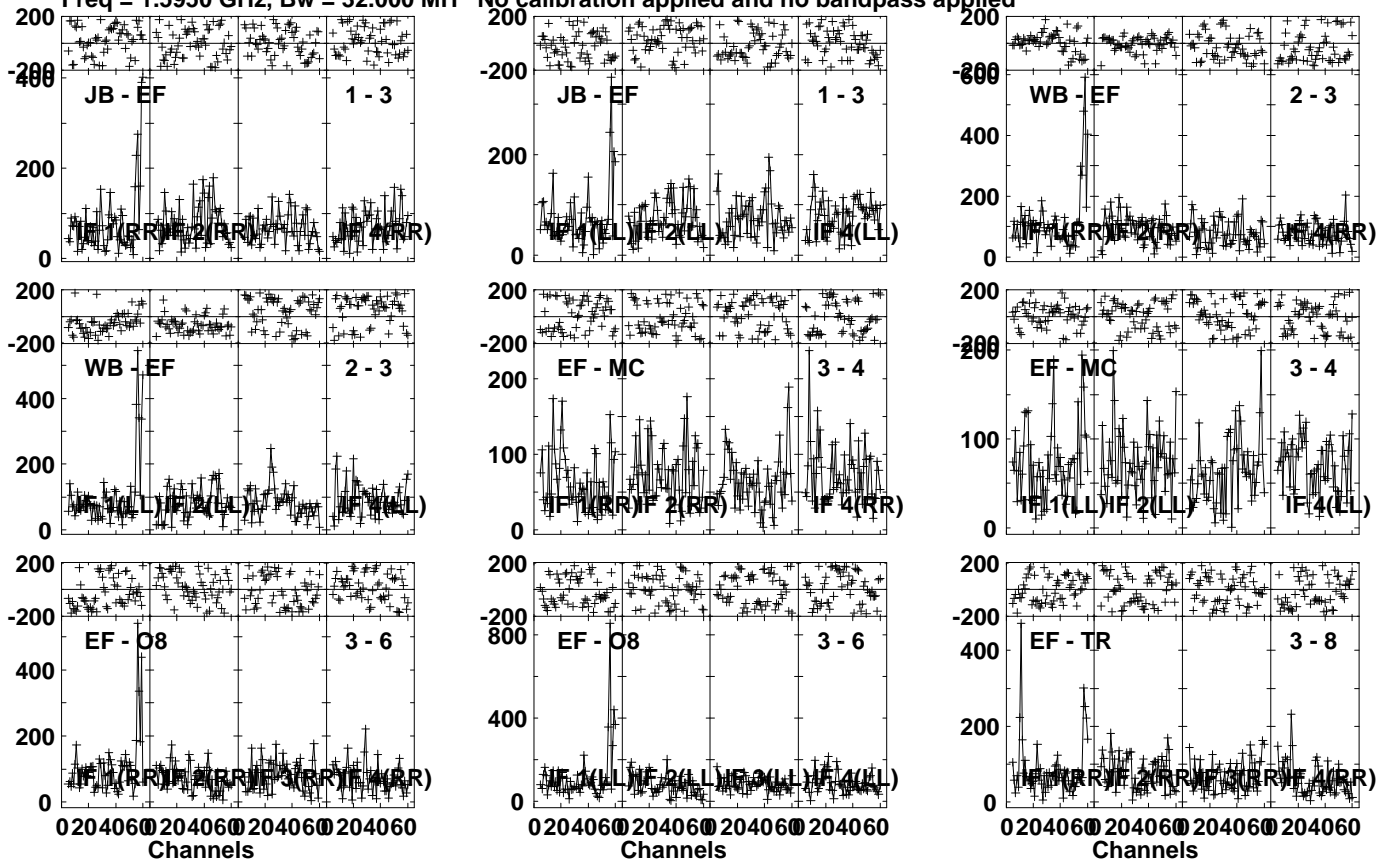 Freq = 1.5950 GHz, Bw = 32.000 MH No calibration applied and no bandpass applied
200 200 200
-200 -200 -200
400 600
JB - EF 1 - 3 JB - EF 1 - 3 WB - EF 2 - 3
400
200 200
200
0 0 0
IF 1(RR) IF 2(RR) IF 4(RR) IF 1(LL) IF 2(LL) IF 4(LL) IF 1(RR) IF 2(RR) IF 4(RR)
200 200 200
-200 -200 -200
200
WB - EF 2 - 3 EF - MC 3 - 4 EF - MC 3 - 4
400 200
200 100 100
0 0 0
IF 1(LL) IF 2(LL) IF 4(LL) IF 1(RR) IF 2(RR) IF 4(RR) IF 1(LL) IF 2(LL) IF 4(LL)
200 200 200
-200 -200 -200
EF - O8 3 - 6 EF - O8 3 - 6 EF - TR 3 - 8
800
400 400 400
200 200
0 0 0
IF 1(RR) IF 2(RR) IF 3(RR) IF 4(RR) IF 1(LL) IF 2(LL) IF 3(LL) IF 4(LL) IF 1(RR) IF 2(RR) IF 3(RR) IF 4(RR)
0 20 40 60 0 20 40 60 0 20 40 60 0 20 40 60 0 20 40 60 0 20 40 60 0 20 40 60 0 20 40 60 0 20 40 60 0 20 40 60 0 20 40 60 0 20 40 60
Channels Channels Channels